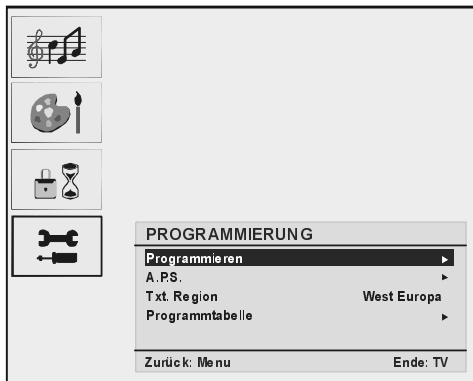 PROGRAMMIERUNG
Programmieren ►
A.P.S. ►
Txt. Region West Europa
Programmtabelle ►
Zurück: Menu Ende: TV